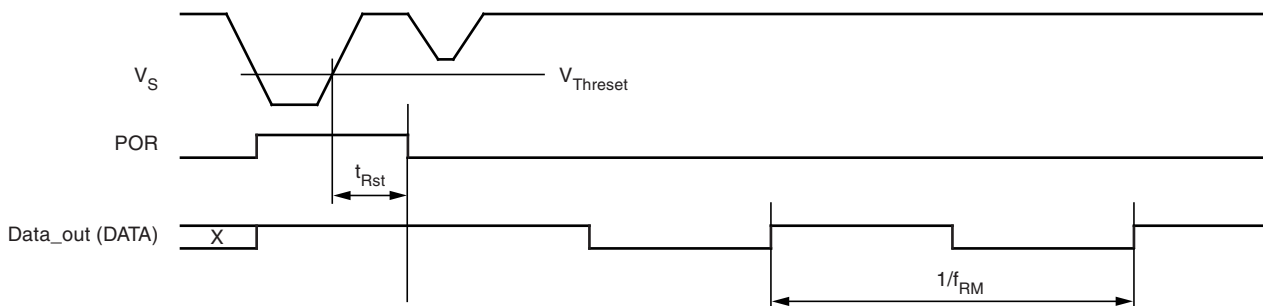 V_S
V_Threset
POR
t_Rst
Data_out (DATA)
X
1/f_RM